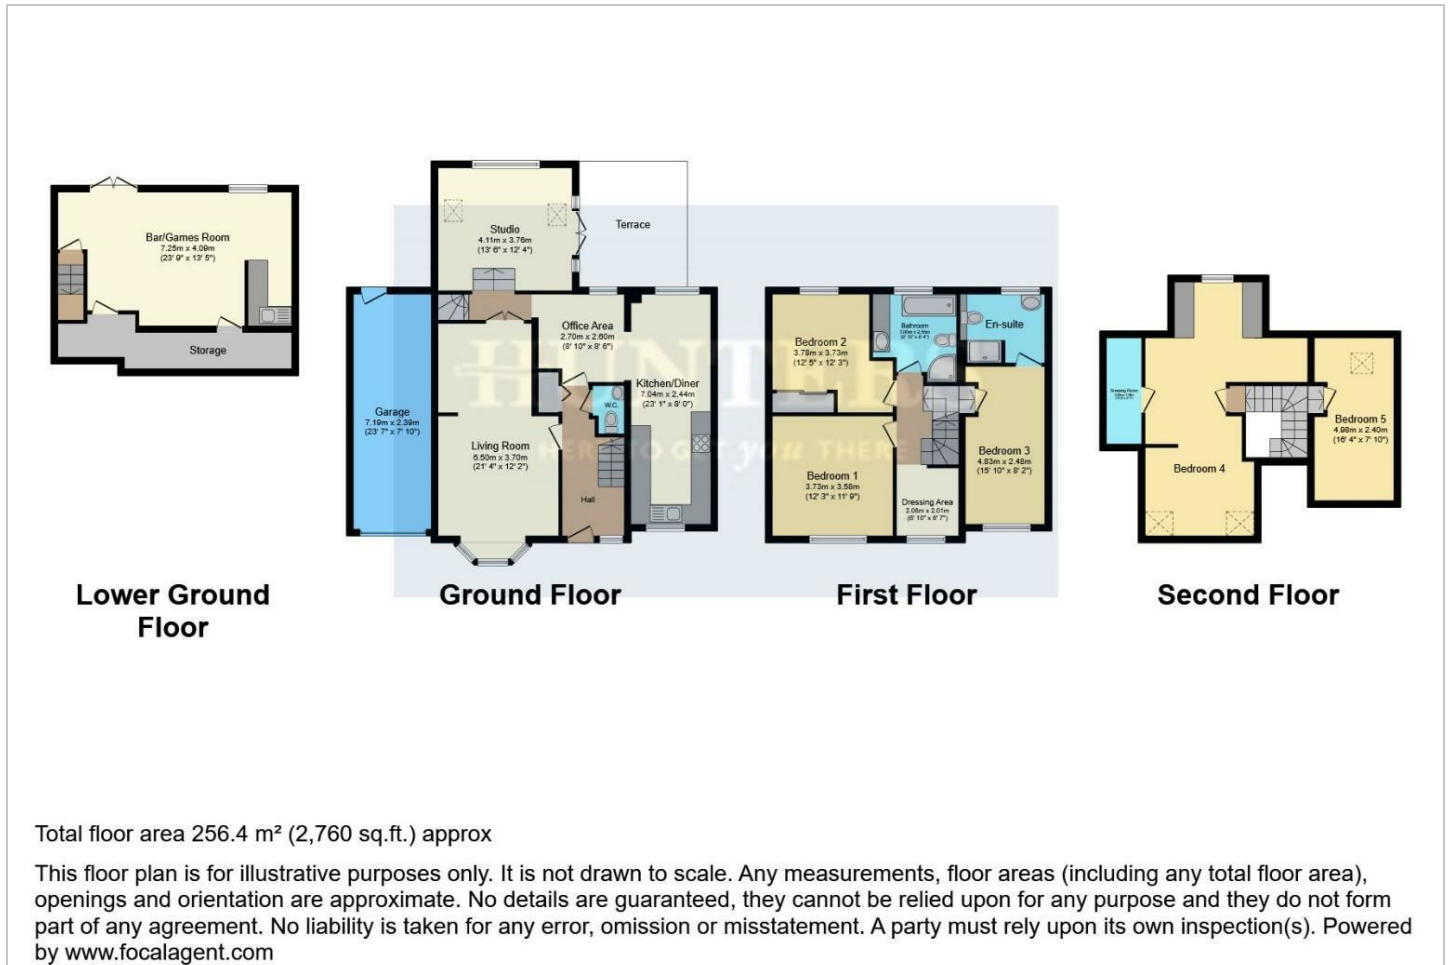 Bar/Games Room
7.25m x 4.09m
(23' 9" x 13' 5")
Storage
Lower Ground
Floor
Studio
4.11m x 3.76m
(13' 6" x 12' 4")
Terrace
Office Area
2.70m x 2.60m
(8' 10" x 8' 6")
Garage
7.19m x 2.39m
(23' 7" x 7' 10")
W.C.
Kitchen/Diner
7.04m x 2.44m
(23' 1" x 8' 0")
Living Room
6.50m x 3.70m
(21' 4" x 12' 2")
Hall
Ground Floor
HUNTERS
HERE TO GET you THERE
Bedroom 2
3.78m x 3.73m
(12' 5" x 12' 3")
Bathroom
En-suite
Bedroom 1
3.73m x 3.58m
(12' 3" x 11' 9")
Bedroom 3
4.83m x 2.48m
(15' 10" x 8' 2")
Dressing Area
2.08m x 2.01m
(6' 10" x 6' 7")
First Floor
Dressing Room
Bedroom 4
Bedroom 5
4.98m x 2.40m
(16' 4" x 7' 10")
Second Floor
Total floor area 256.4 m² (2,760 sq.ft.) approx
This floor plan is for illustrative purposes only. It is not drawn to scale. Any measurements, floor areas (including any total floor area),
openings and orientation are approximate. No details are guaranteed, they cannot be relied upon for any purpose and they do not form
part of any agreement. No liability is taken for any error, omission or misstatement. A party must rely upon its own inspection(s). Powered
by www.focalagent.com